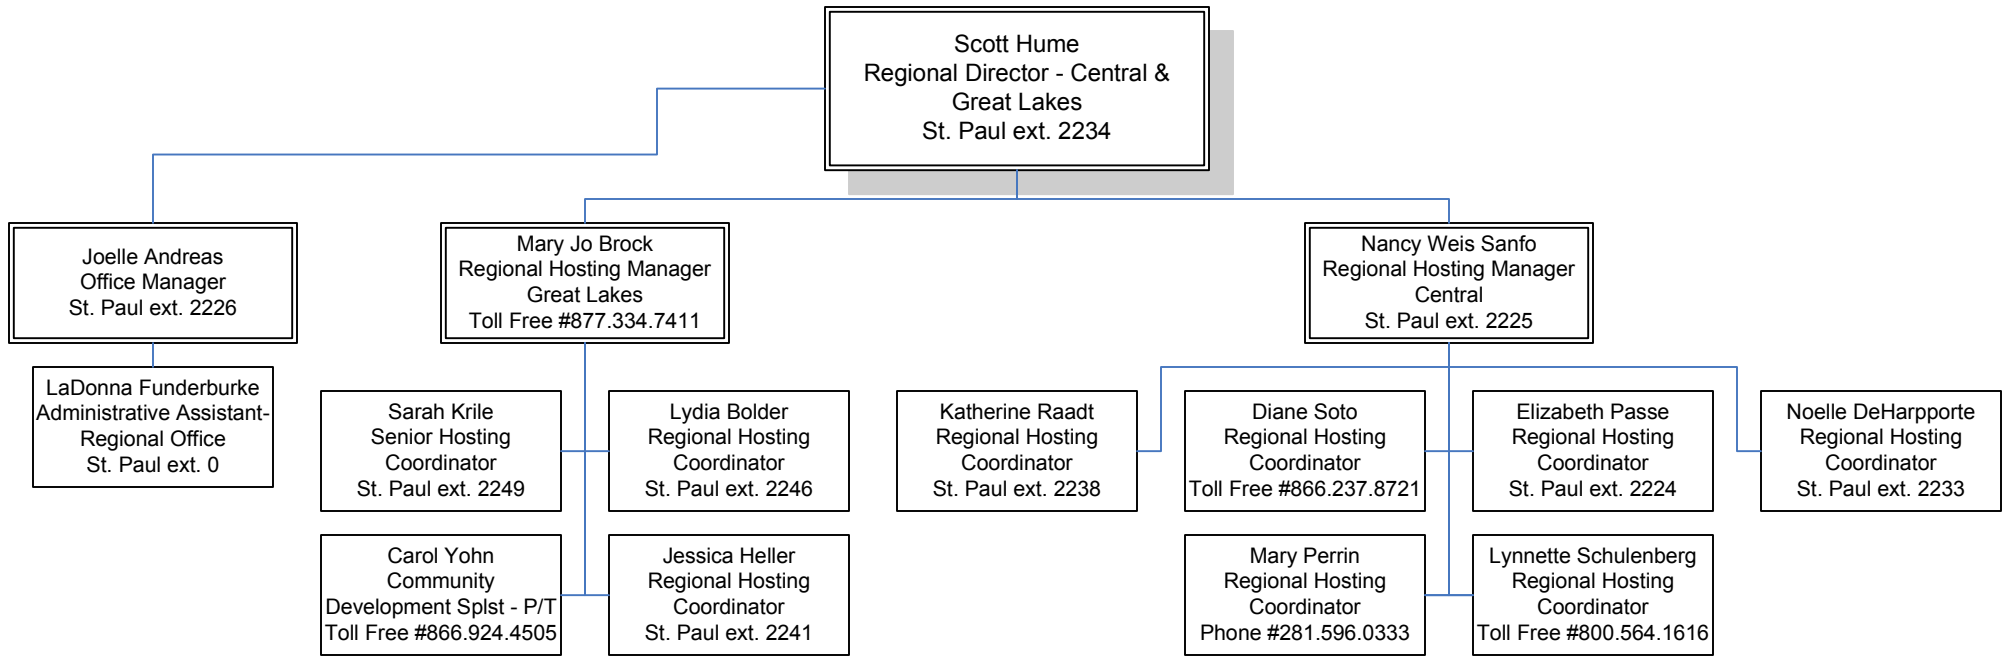 Scott Hume
Regional Director - Central &
Great Lakes
St. Paul ext. 2234
Joelle Andreas
Office Manager
St. Paul ext. 2226
Mary Jo Brock
Regional Hosting Manager
Great Lakes
Toll Free #877.334.7411
Nancy Weis Sanfo
Regional Hosting Manager
Central
St. Paul ext. 2225
LaDonna Funderburke
Administrative Assistant-
Regional Office
St. Paul ext. 0
Sarah Krile
Senior Hosting
Coordinator
St. Paul ext. 2249
Lydia Bolder
Regional Hosting
Coordinator
St. Paul ext. 2246
Katherine Raadt
Regional Hosting
Coordinator
St. Paul ext. 2238
Diane Soto
Regional Hosting
Coordinator
Toll Free #866.237.8721
Elizabeth Passe
Regional Hosting
Coordinator
St. Paul ext. 2224
Noelle DeHarpporte
Regional Hosting
Coordinator
St. Paul ext. 2233
Carol Yohn
Community
Development Splst - P/T
Toll Free #866.924.4505
Jessica Heller
Regional Hosting
Coordinator
St. Paul ext. 2241
Mary Perrin
Regional Hosting
Coordinator
Phone #281.596.0333
Lynnette Schulenberg
Regional Hosting
Coordinator
Toll Free #800.564.1616